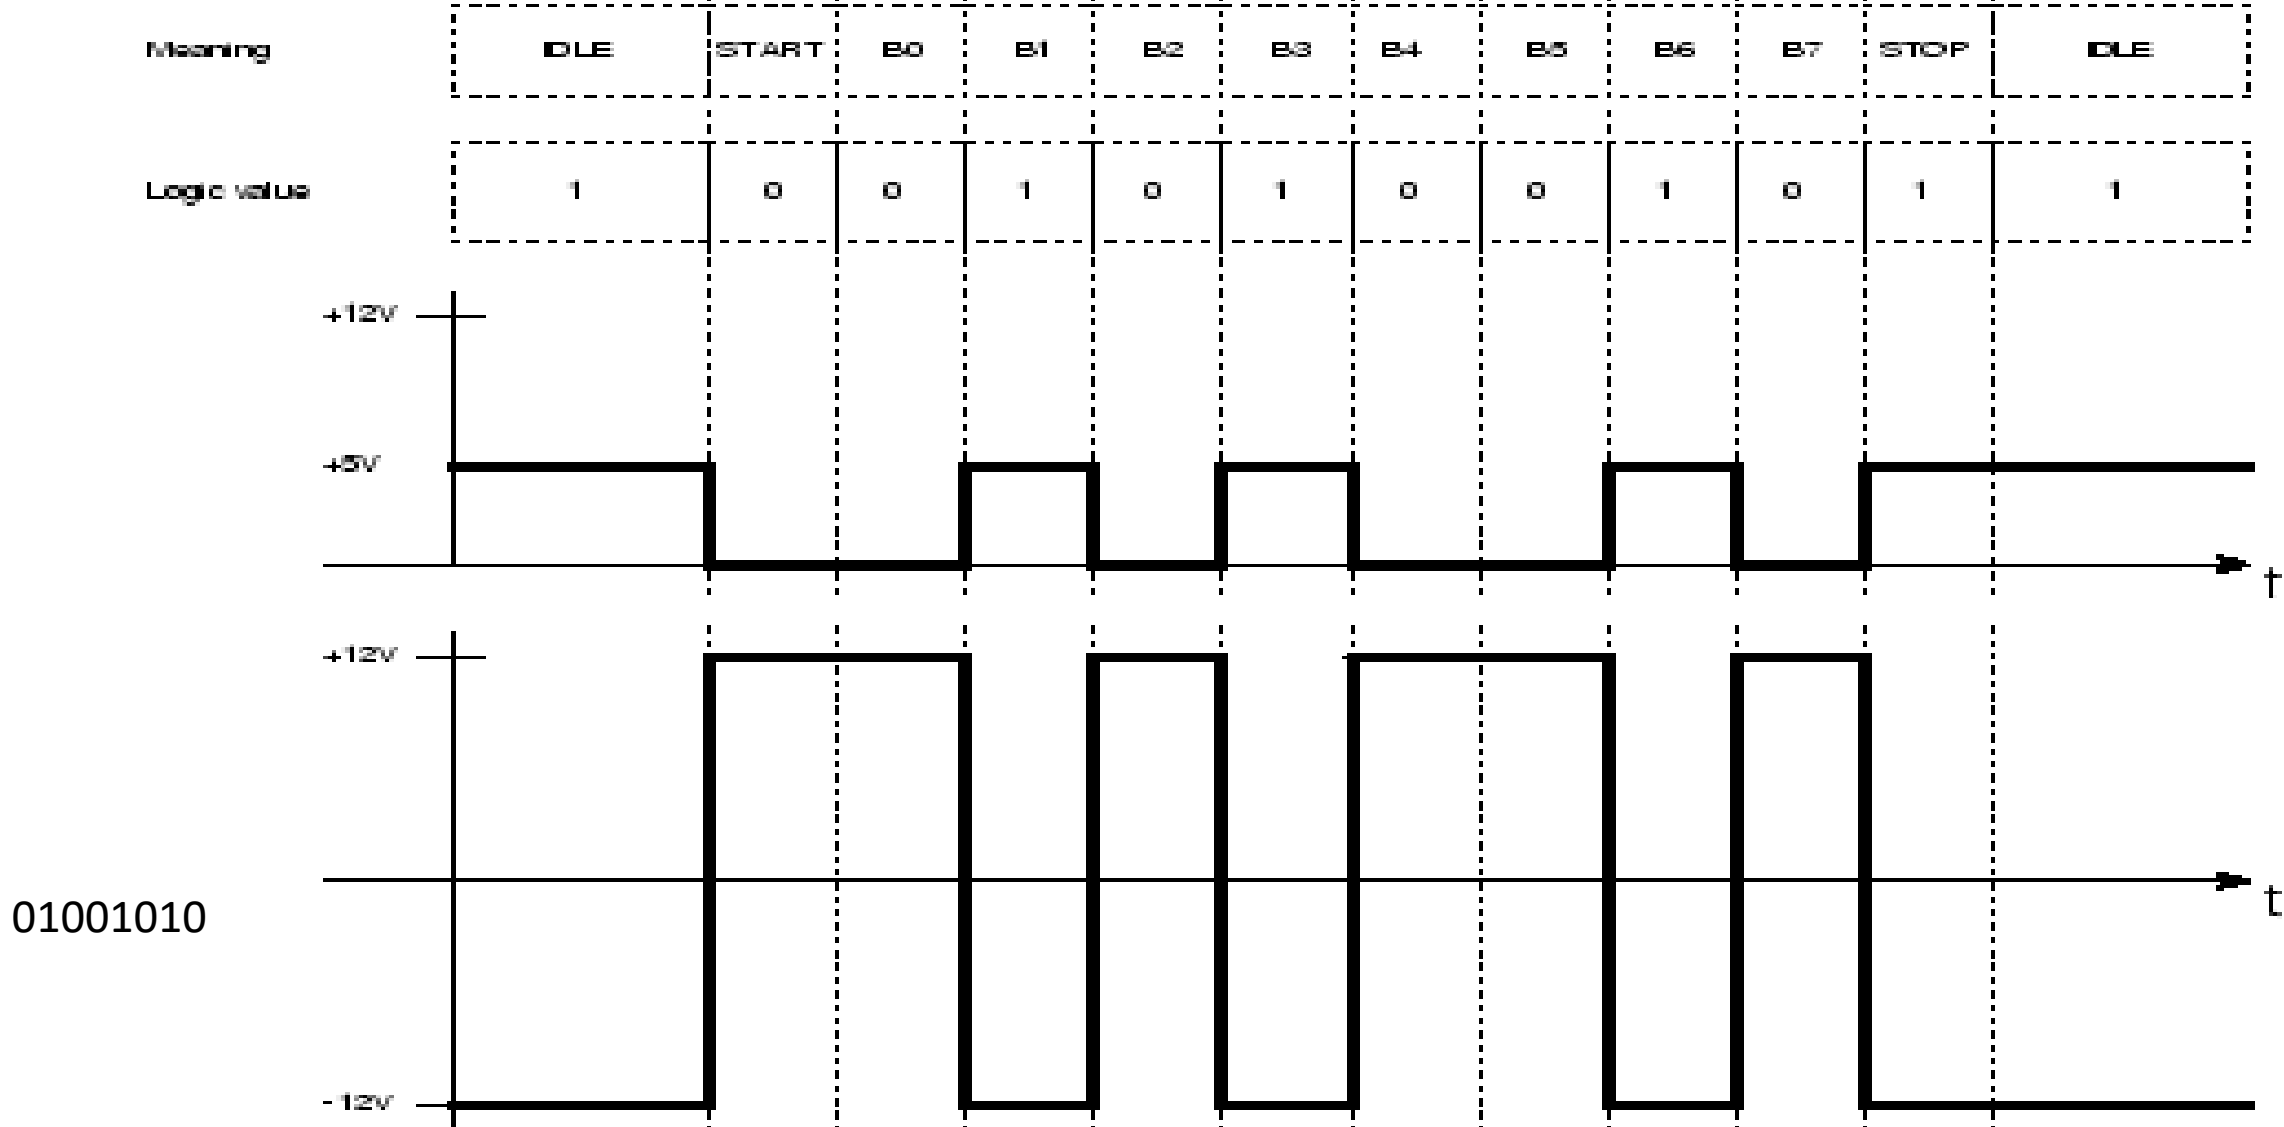 Meaning IDLE START B0 B1 B2 B3 B4 B5 B6 B7 STOP IDLE
Logic value 1 0 0 1 0 1 0 0 1 0 1 1
+12V
+5V
t
+12V
t
01001010
-12V